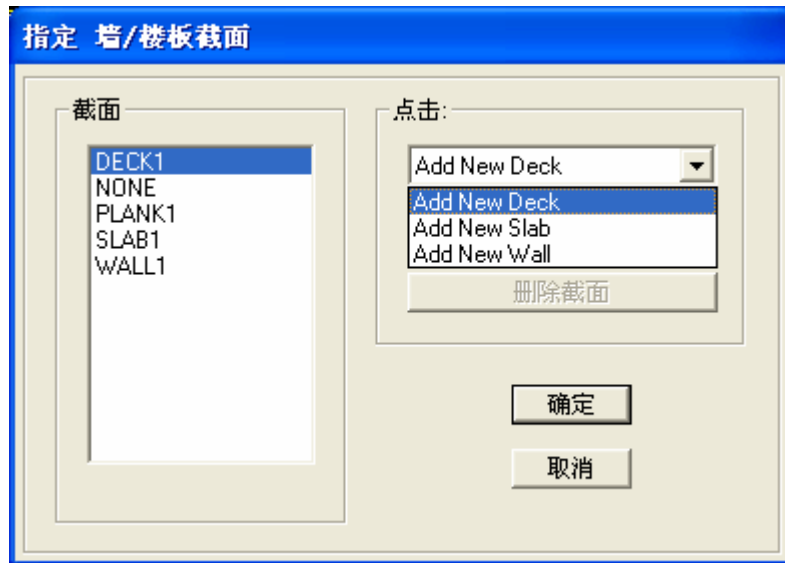 指定 墙/楼板截面
截面
DECK1
NONE
PLANK1
SLAB1
WALL1
点击:
Add New Deck
Add New Deck
Add New Slab
Add New Wall
删除截面
确定
取消